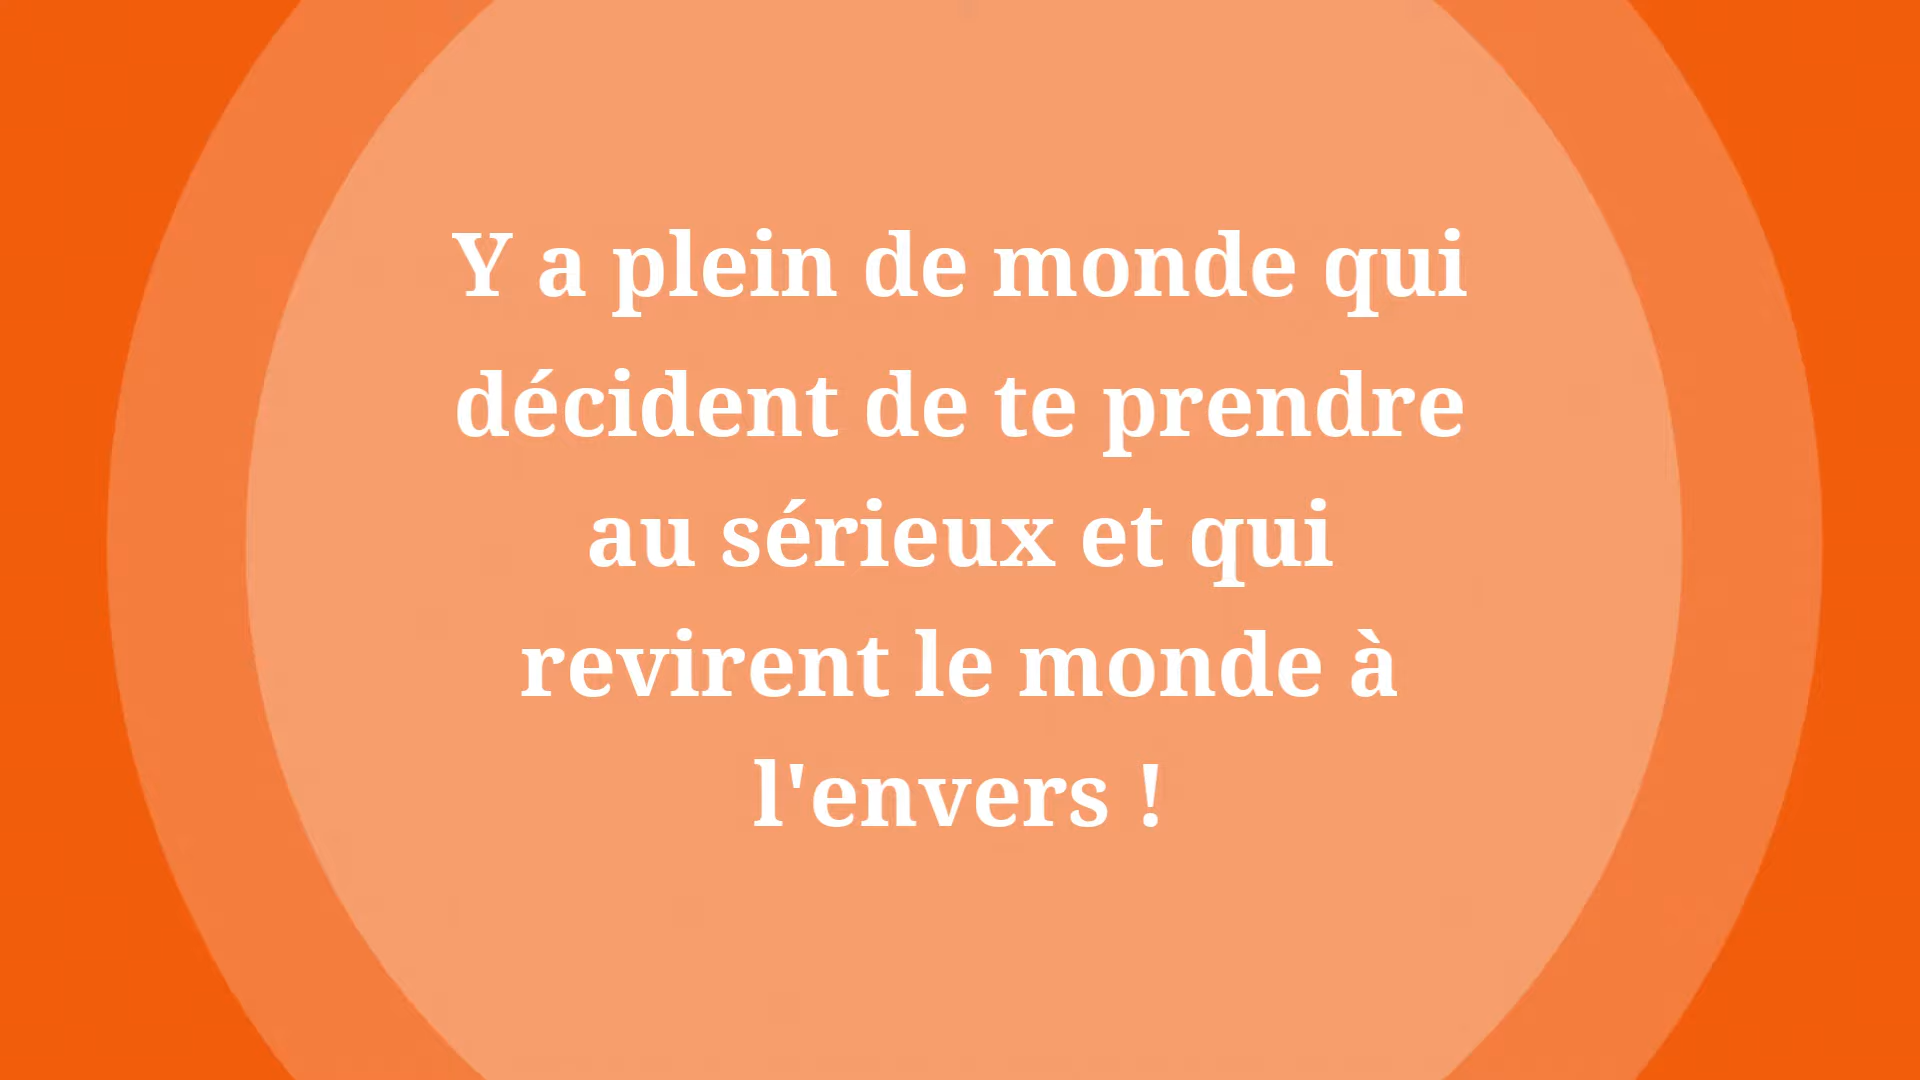 Y a plein de monde qui
décident de te prendre
au sérieux et qui
revirent le monde à
l'envers !